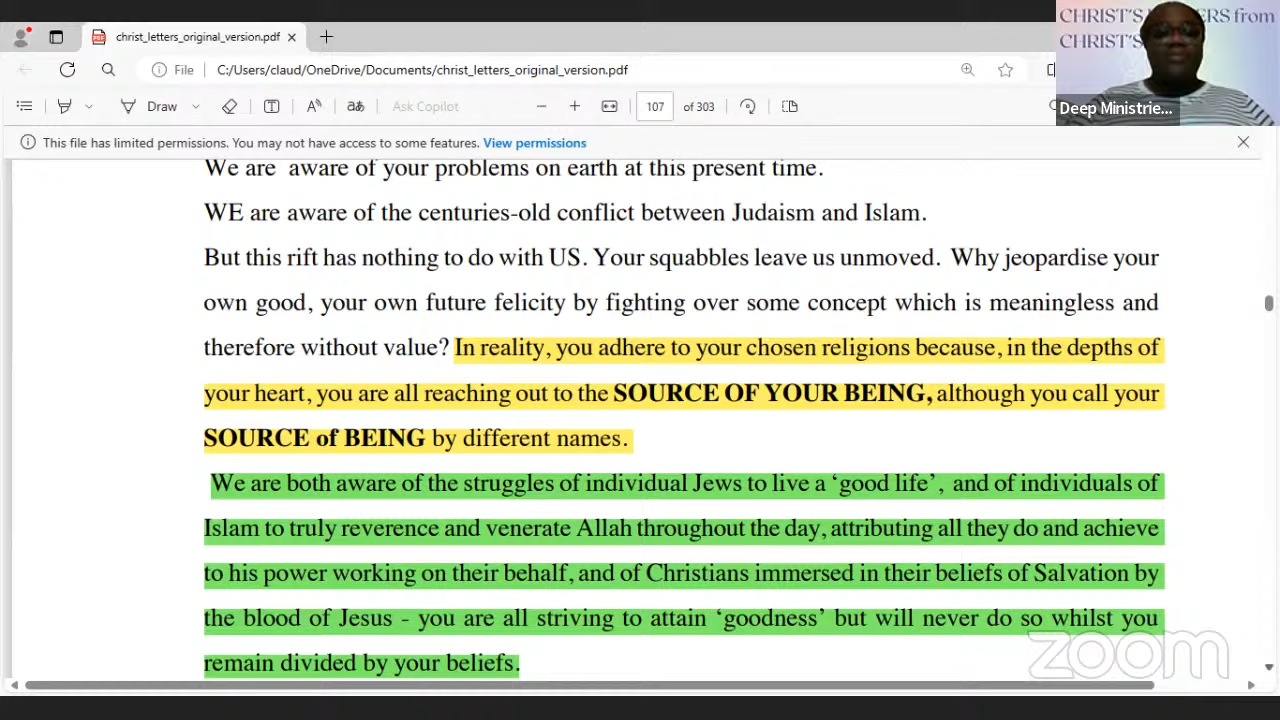 CHRIST'S
ERS from
CHRIST'S
christ_letters_original_version.pdf
File
C:/Users/claud/OneDrive/Documents/christ_letters_original_version.pdf
Draw
aあ
Ask Copilot
107
of 303
Deep Ministrie...
This file has limited permissions. You may not have access to some features. View permissions
We are aware of your problems on earth at this present time.
WE are aware of the centuries-old conflict between Judaism and Islam.
But this rift has nothing to do with US. Your squabbles leave us unmoved. Why jeopardise your
own good, your own future felicity by fighting over some concept which is meaningless and
therefore without value? In reality, you adhere to your chosen religions because, in the depths of
your heart, you are all reaching out to the SOURCE OF YOUR BEING, although you call your
SOURCE of BEING by different names.
We are both aware of the struggles of individual Jews to live a ‘good life’, and of individuals of
Islam to truly reverence and venerate Allah throughout the day, attributing all they do and achieve
to his power working on their behalf, and of Christians immersed in their beliefs of Salvation by
the blood of Jesus - you are all striving to attain ‘goodness’ but will never do so whilst you
remain divided by your beliefs.
zoom